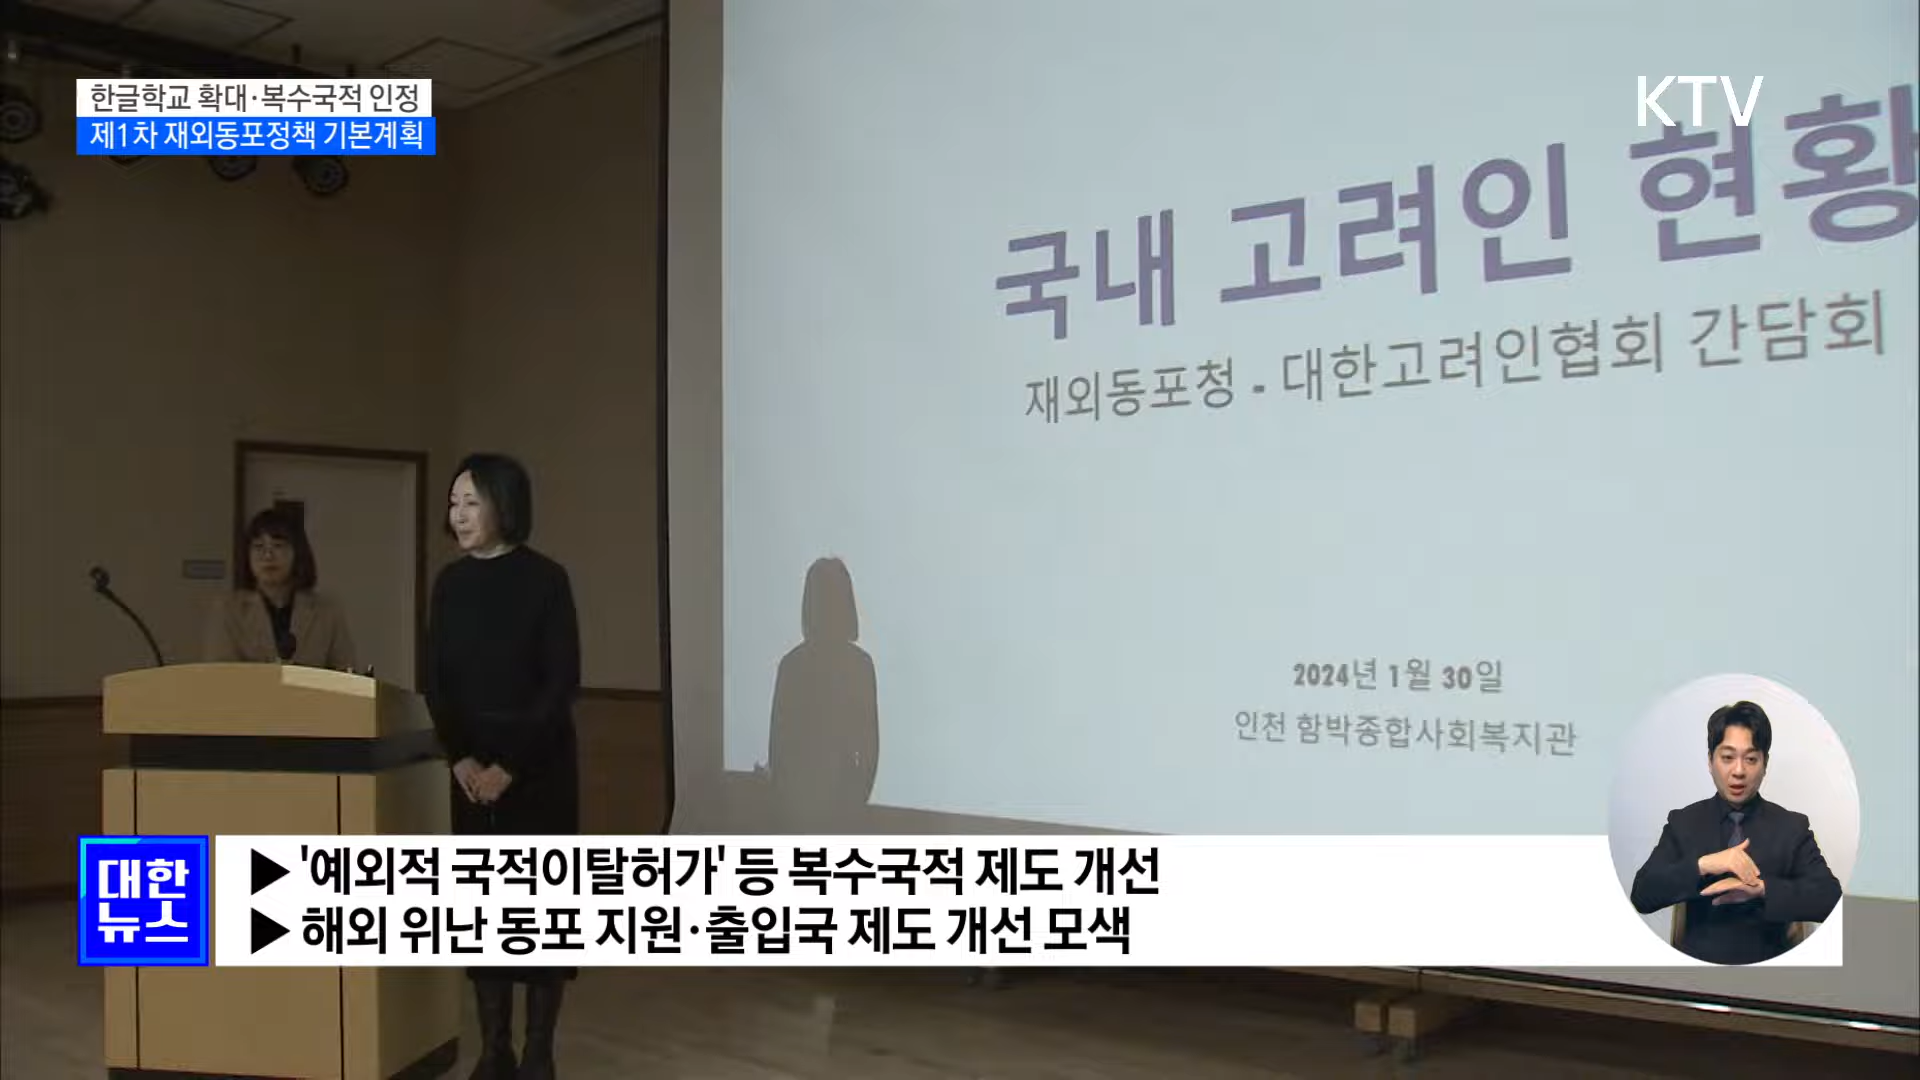 한글학교 확대·복수국적 인정
제1차 재외동포정책 기본계획
KTV
국내 고려인 현황
재외동포청 - 대한고려인협회 간담회
2024년 1월 30일
인천 함박종합사회복지관
대한
뉴스
▶ '예외적 국적이탈허가' 등 복수국적 제도 개선
▶ 해외 위난 동포 지원·출입국 제도 개선 모색